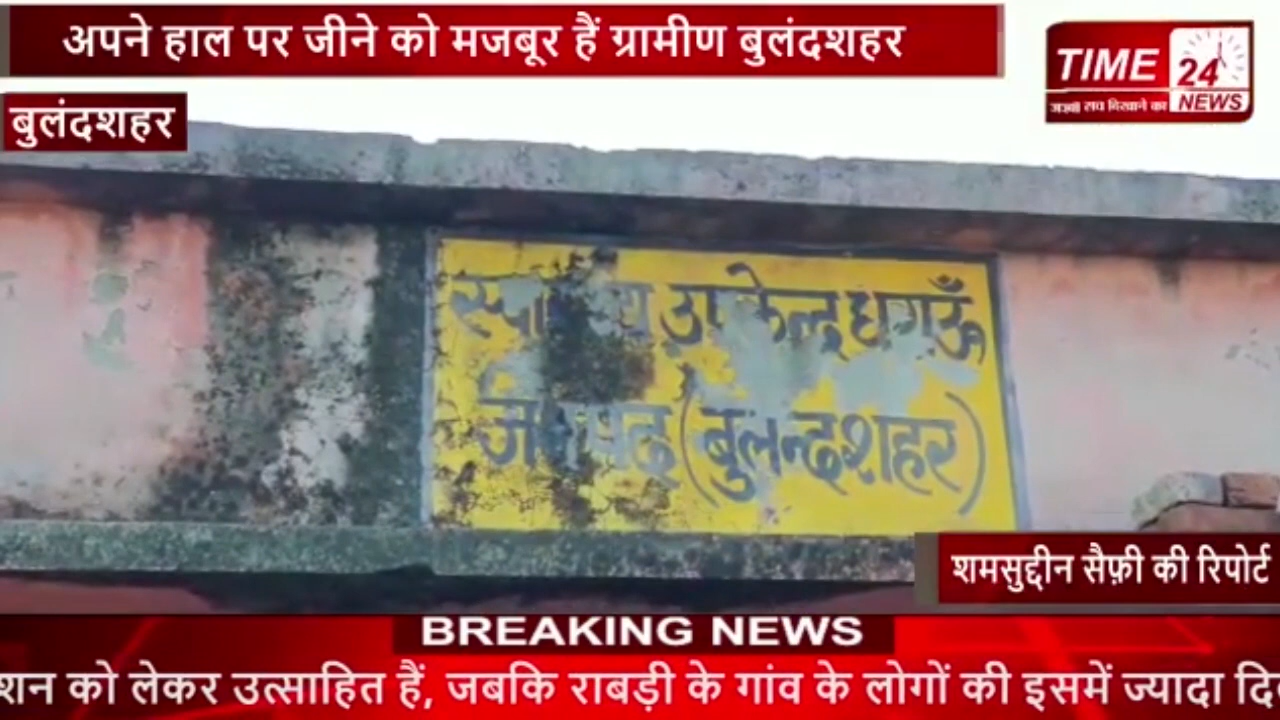 अपने हाल पर जीने को मजबूर हैं ग्रामीण बुलंदशहर
TIME
24
NEWS
बुलंदशहर
उपकेन्द्र
जनपद (बुलन्दशहर)
शमसुद्दीन सैफ़ी की रिपोर्ट
BREAKING NEWS
शन को लेकर उत्साहित हैं, जबकि राबड़ी के गांव के लोगों की इसमें ज्यादा